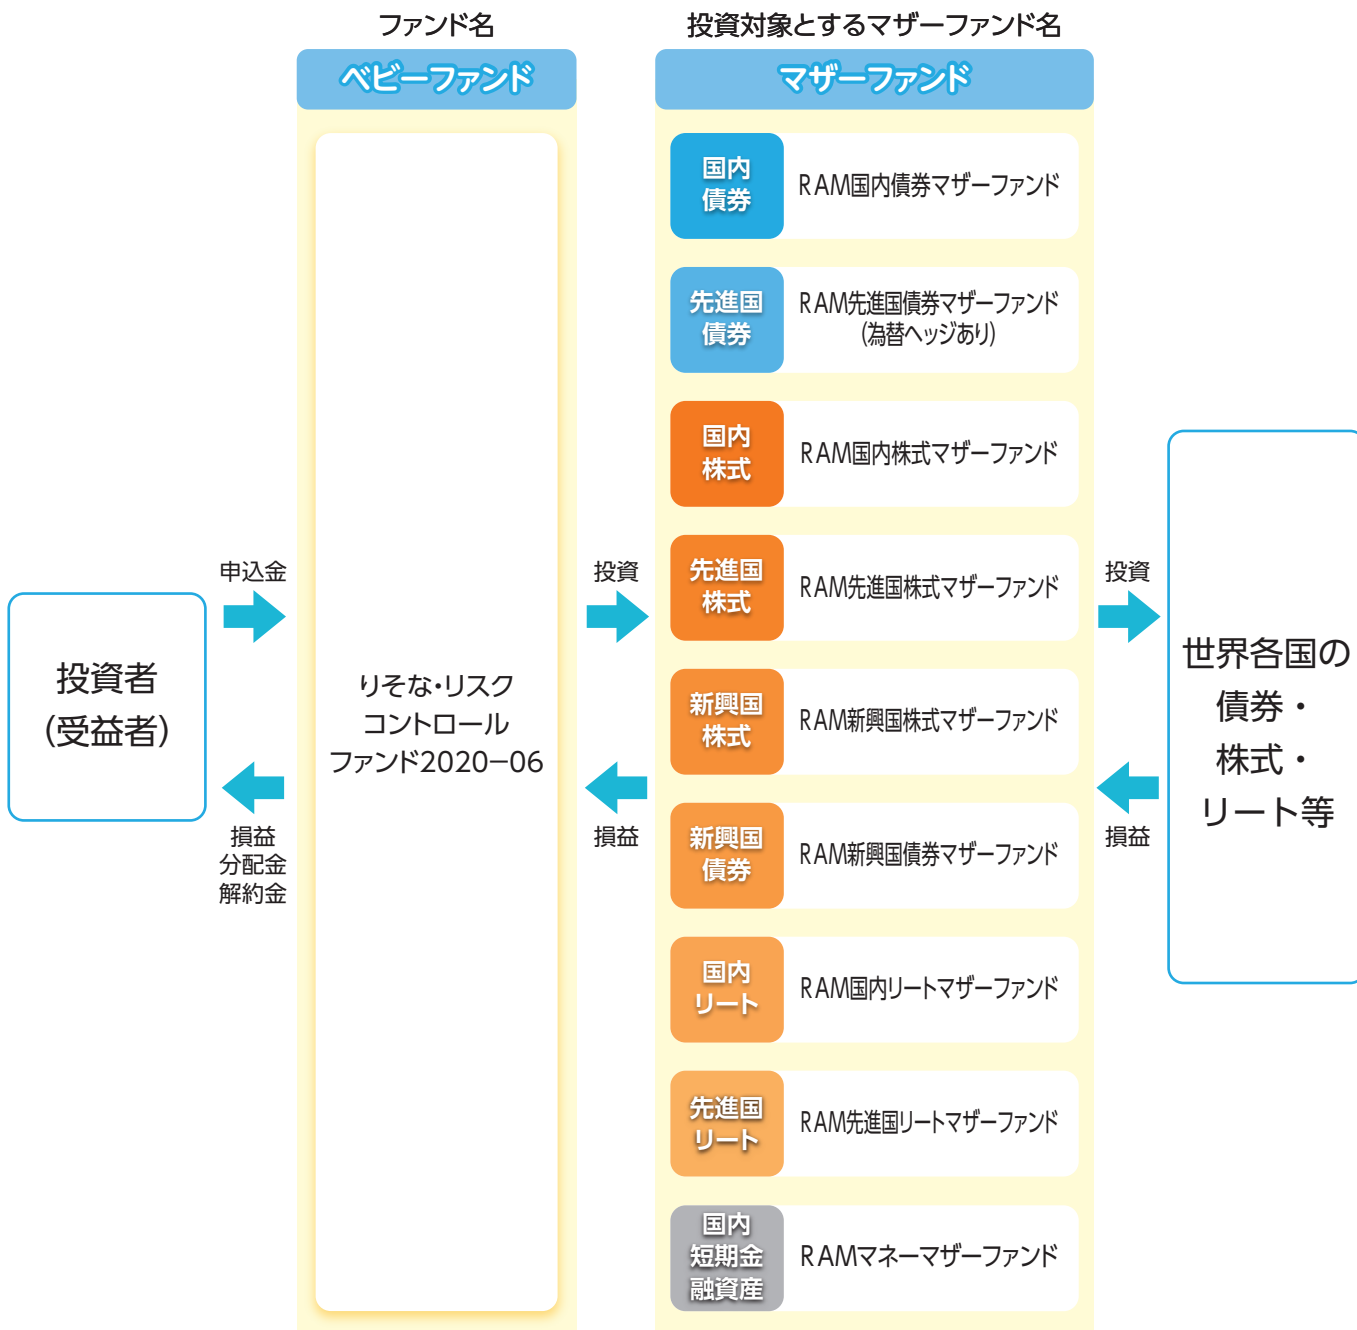 ファンド名
投資対象とするマザーファンド名
ベビーファンド
マザーファンド
投資者
(受益者)
申込金
損益
分配金
解約金
りそな・リスク
コントロール
ファンド2020−06
投資
損益
国内
債券
RAM国内債券マザーファンド
先進国
債券
RAM先進国債券マザーファンド
(為替ヘッジあり)
国内
株式
RAM国内株式マザーファンド
先進国
株式
RAM先進国株式マザーファンド
新興国
株式
RAM新興国株式マザーファンド
新興国
債券
RAM新興国債券マザーファンド
国内
リート
RAM国内リートマザーファンド
先進国
リート
RAM先進国リートマザーファンド
国内
短期金
融資産
RAMマネーマザーファンド
投資
損益
世界各国の
債券・
株式・
リート等